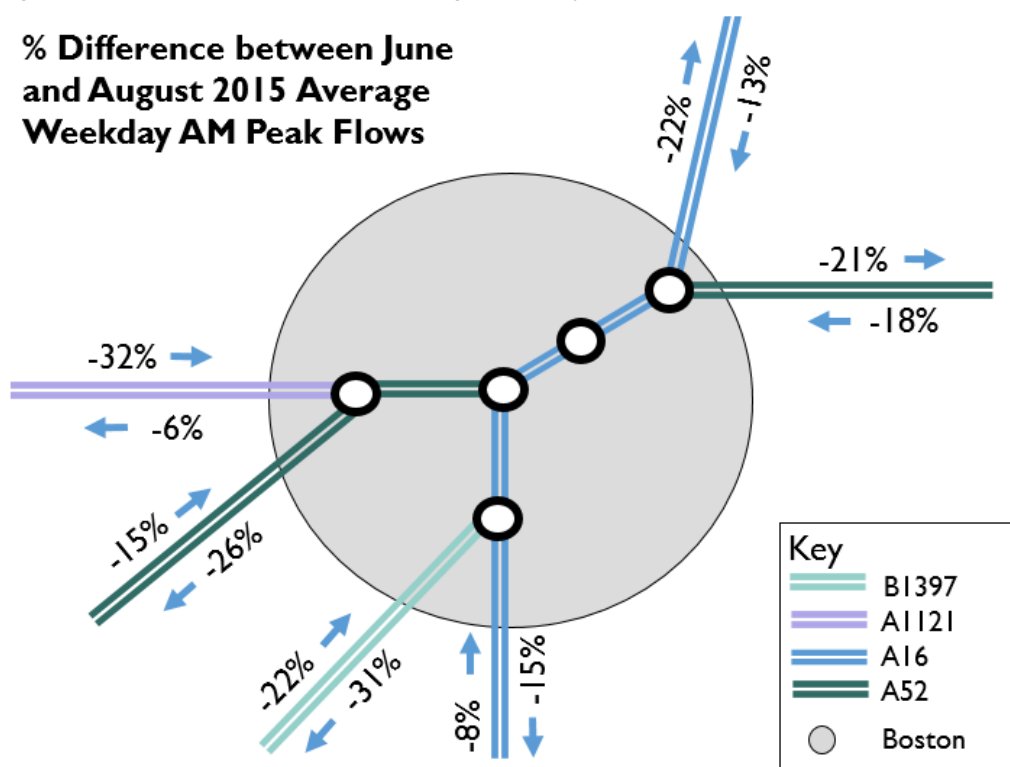 % Difference between June
and August 2015 Average
Weekday AM Peak Flows
-22%
-13%
-21%
-18%
-32%
-6%
-15%
-26%
-22%
-31%
-8%
-15%
Key
B1397
A1121
A16
A52
Boston